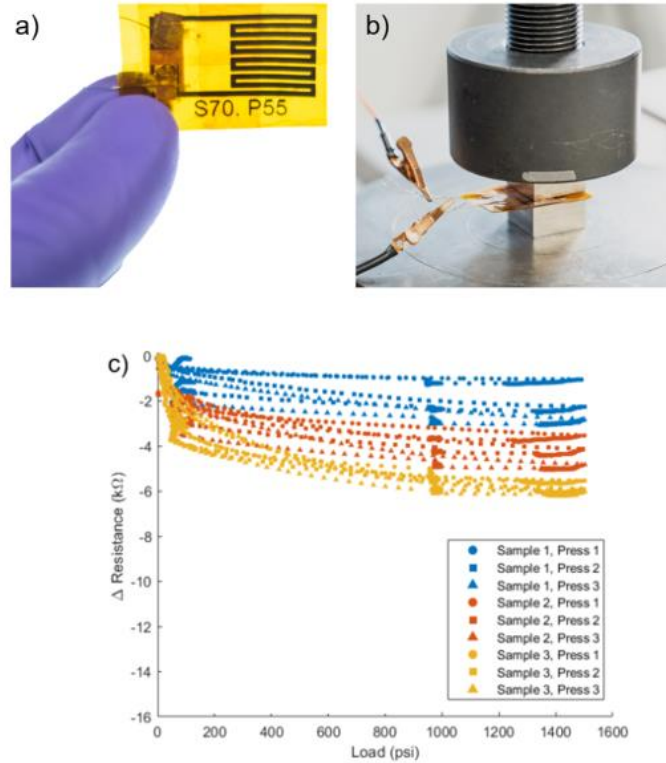 a)
b)
S70. P55
c)
0
-2
-4
-6
-8
-10
-12
-14
-16
Δ Resistance (kΩ)
Sample 1, Press 1
Sample 1, Press 2
Sample 1, Press 3
Sample 2, Press 1
Sample 2, Press 2
Sample 2, Press 3
Sample 3, Press 1
Sample 3, Press 2
Sample 3, Press 3
0 200 400 600 800 1000 1200 1400 1600
Load (psi)